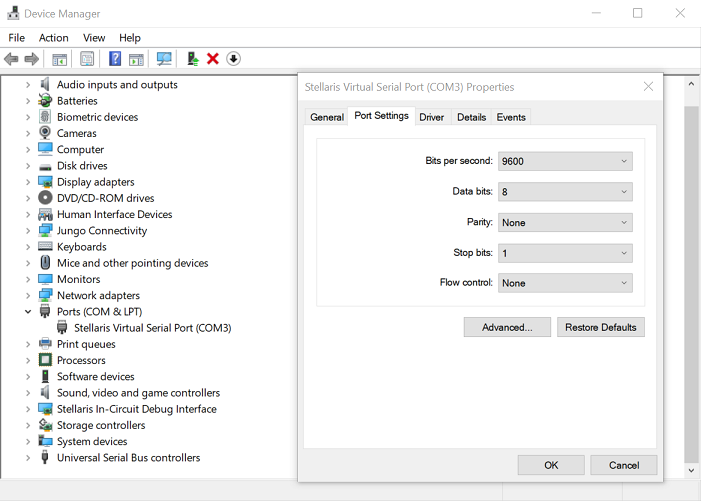 Device Manager
File Action View Help
Audio inputs and outputs
Batteries
Biometric devices
Cameras
Computer
Disk drives
Display adapters
DVD/CD-ROM drives
Human Interface Devices
Jungo Connectivity
Keyboards
Mice and other pointing devices
Monitors
Network adapters
Ports (COM & LPT)
Stellaris Virtual Serial Port (COM3)
Print queues
Processors
Software devices
Sound, video and game controllers
Stellaris In-Circuit Debug Interface
Storage controllers
System devices
Universal Serial Bus controllers
Stellaris Virtual Serial Port (COM3) Properties
General Port Settings Driver Details Events
Bits per second: 9600
Data bits: 8
Parity: None
Stop bits: 1
Flow control: None
Advanced... Restore Defaults
OK Cancel